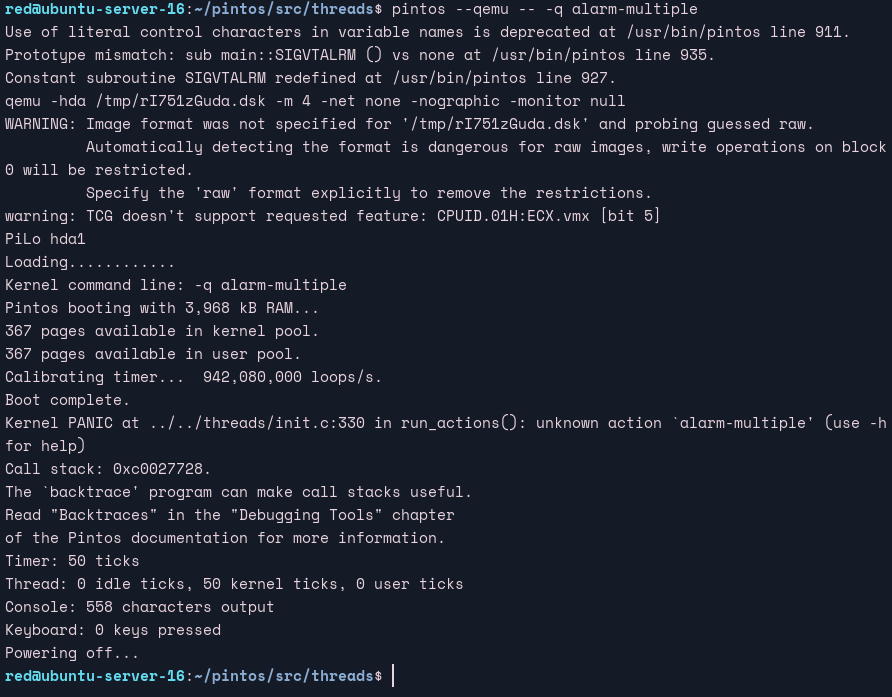 red@ubuntu-server-16:~/pintos/src/threads$ pintos --qemu -- -q alarm-multiple
Use of literal control characters in variable names is deprecated at /usr/bin/pintos line 911.
Prototype mismatch: sub main::SIGVTALRM () vs none at /usr/bin/pintos line 935.
Constant subroutine SIGVTALRM redefined at /usr/bin/pintos line 927.
qemu -hda /tmp/rI751zGuda.dsk -m 4 -net none -nographic -monitor null
WARNING: Image format was not specified for '/tmp/rI751zGuda.dsk' and probing guessed raw.
         Automatically detecting the format is dangerous for raw images, write operations on block
0 will be restricted.
         Specify the 'raw' format explicitly to remove the restrictions.
warning: TCG doesn't support requested feature: CPUID.01H:ECX.vmx [bit 5]
PiLo hda1
Loading............
Kernel command line: -q alarm-multiple
Pintos booting with 3,968 kB RAM...
367 pages available in kernel pool.
367 pages available in user pool.
Calibrating timer...  942,080,000 loops/s.
Boot complete.
Kernel PANIC at ../../threads/init.c:330 in run_actions(): unknown action `alarm-multiple' (use -h
for help)
Call stack: 0xc0027728.
The `backtrace' program can make call stacks useful.
Read "Backtraces" in the "Debugging Tools" chapter
of the Pintos documentation for more information.
Timer: 50 ticks
Thread: 0 idle ticks, 50 kernel ticks, 0 user ticks
Console: 558 characters output
Keyboard: 0 keys pressed
Powering off...
red@ubuntu-server-16:~/pintos/src/threads$